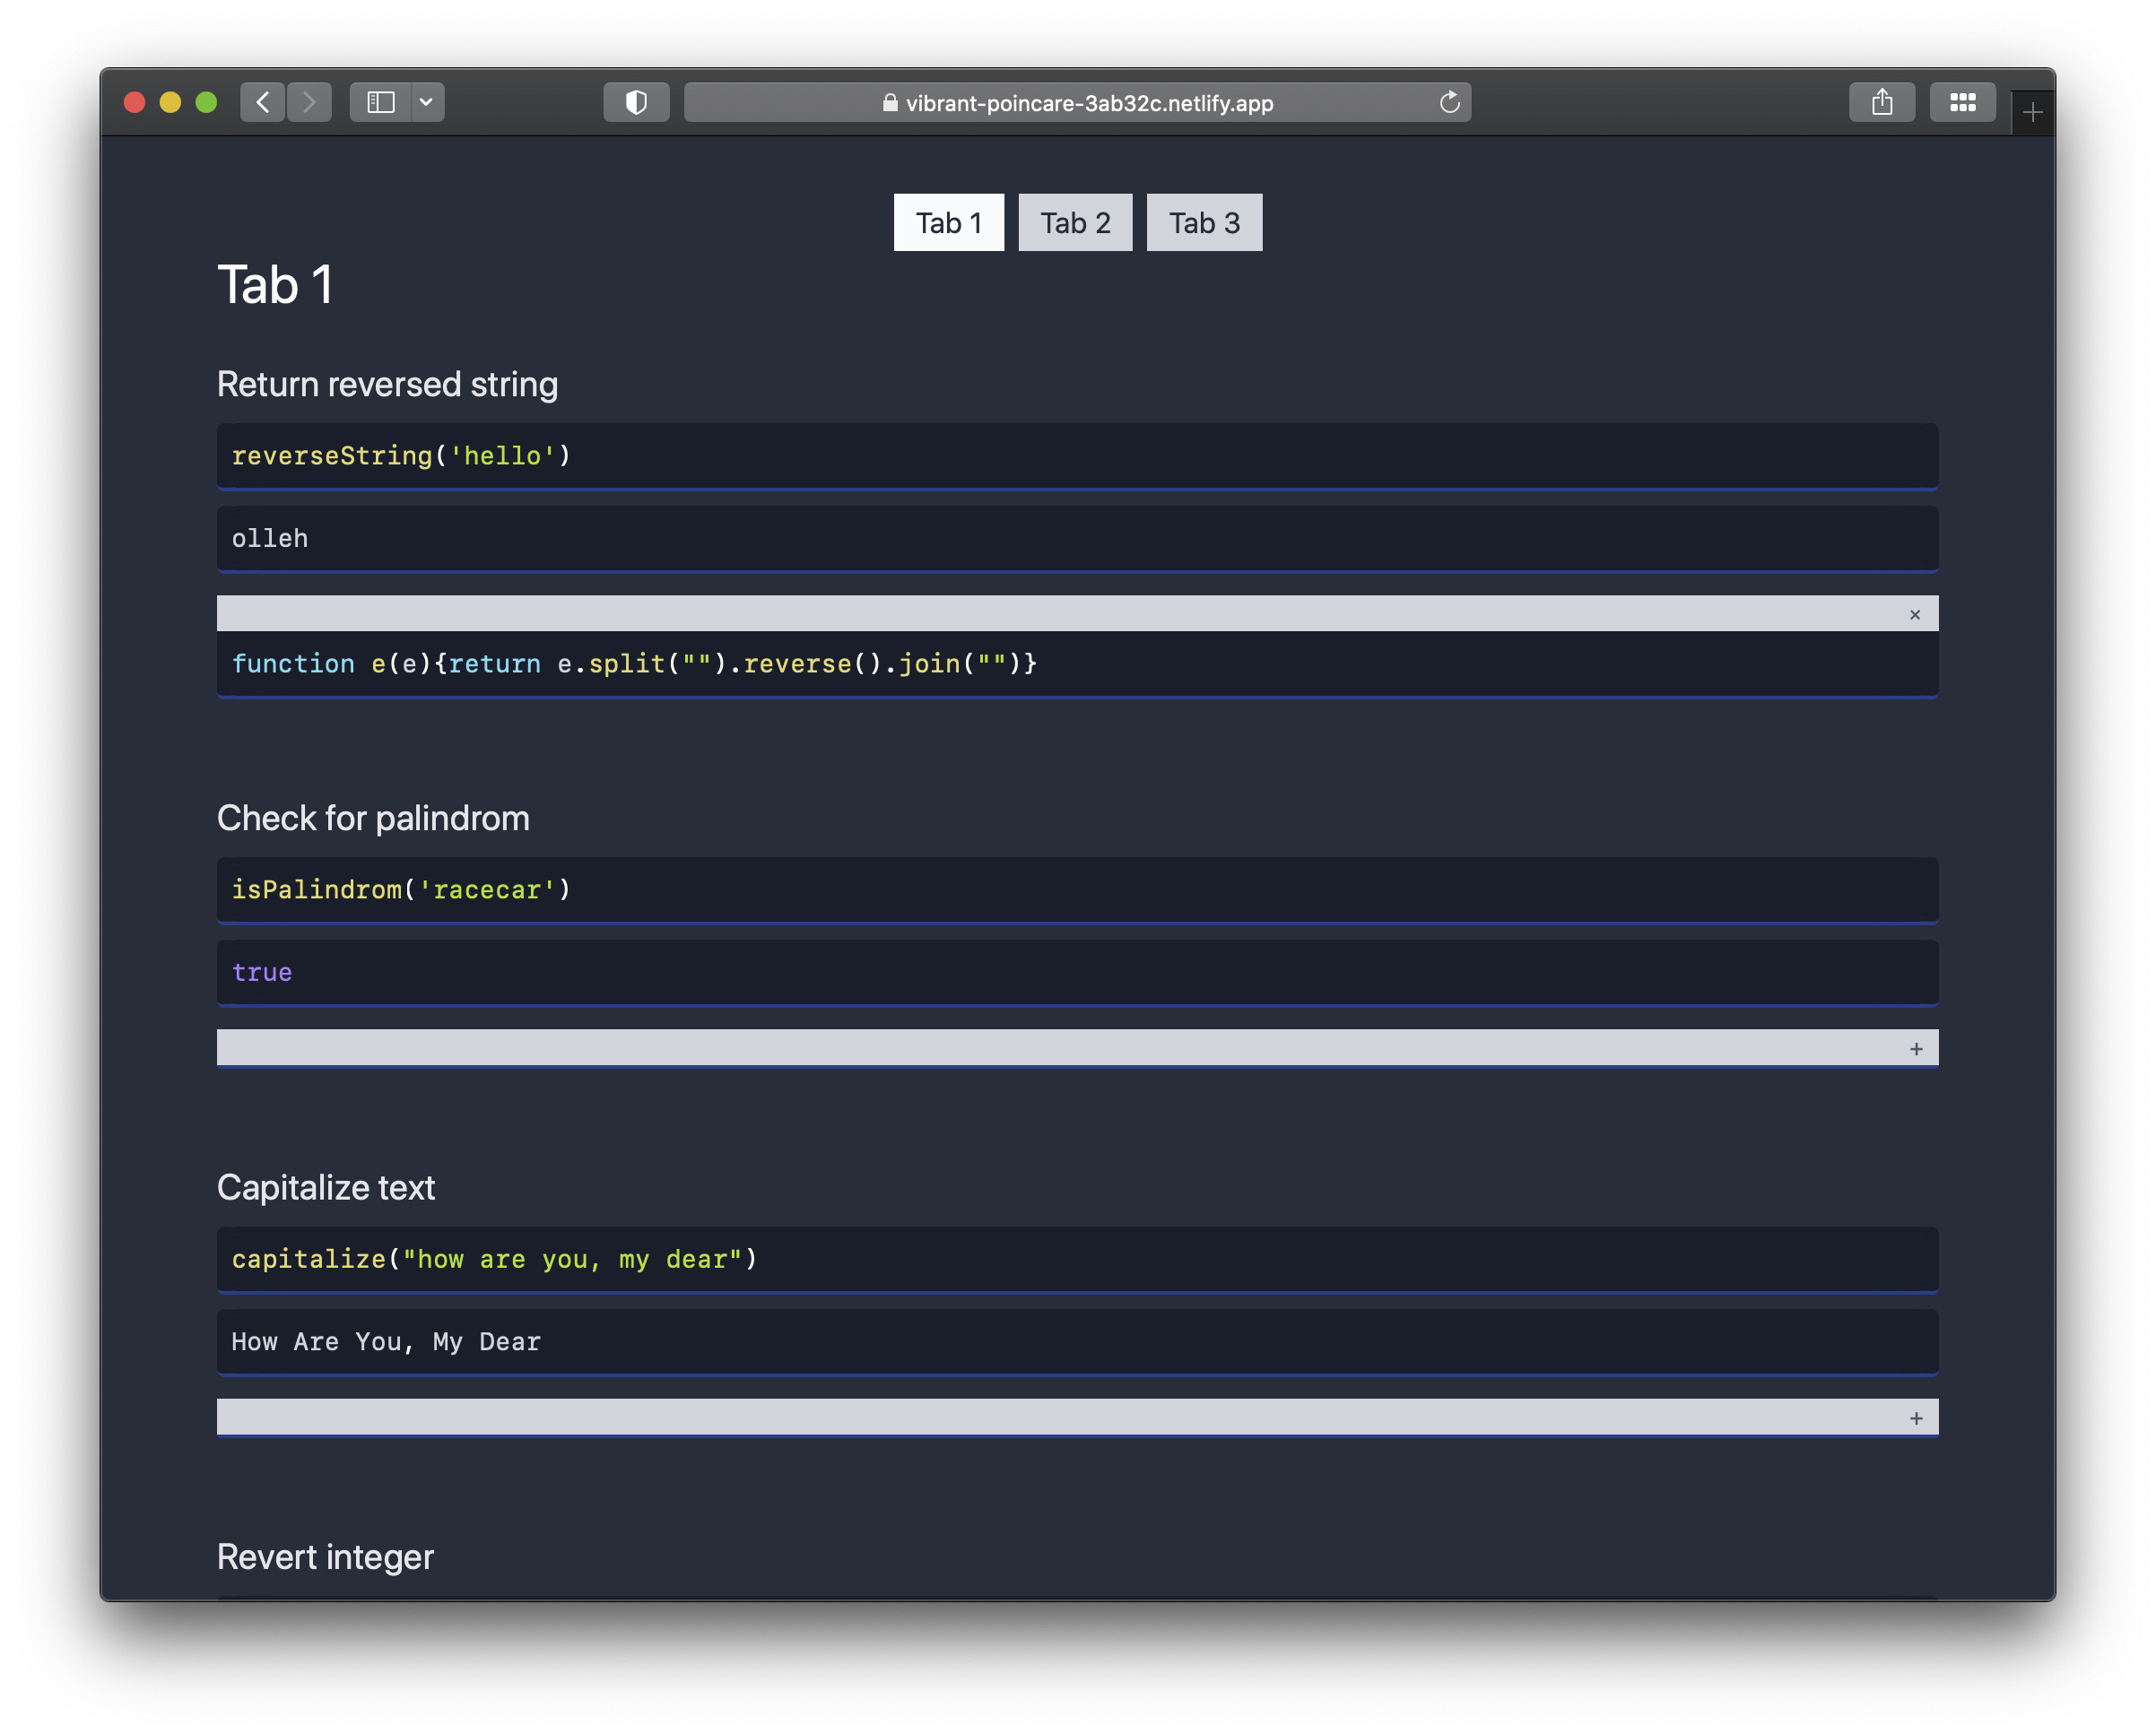 vibrant-poincare-3ab32c.netlify.app
Tab 1 Tab 2 Tab 3
Tab 1
Return reversed string
reverseString('hello')
olleh
×
function e(e){return e.split("").reverse().join("")}
Check for palindrom
isPalindrom('racecar')
true
+
Capitalize text
capitalize("how are you, my dear")
How Are You, My Dear
+
Revert integer